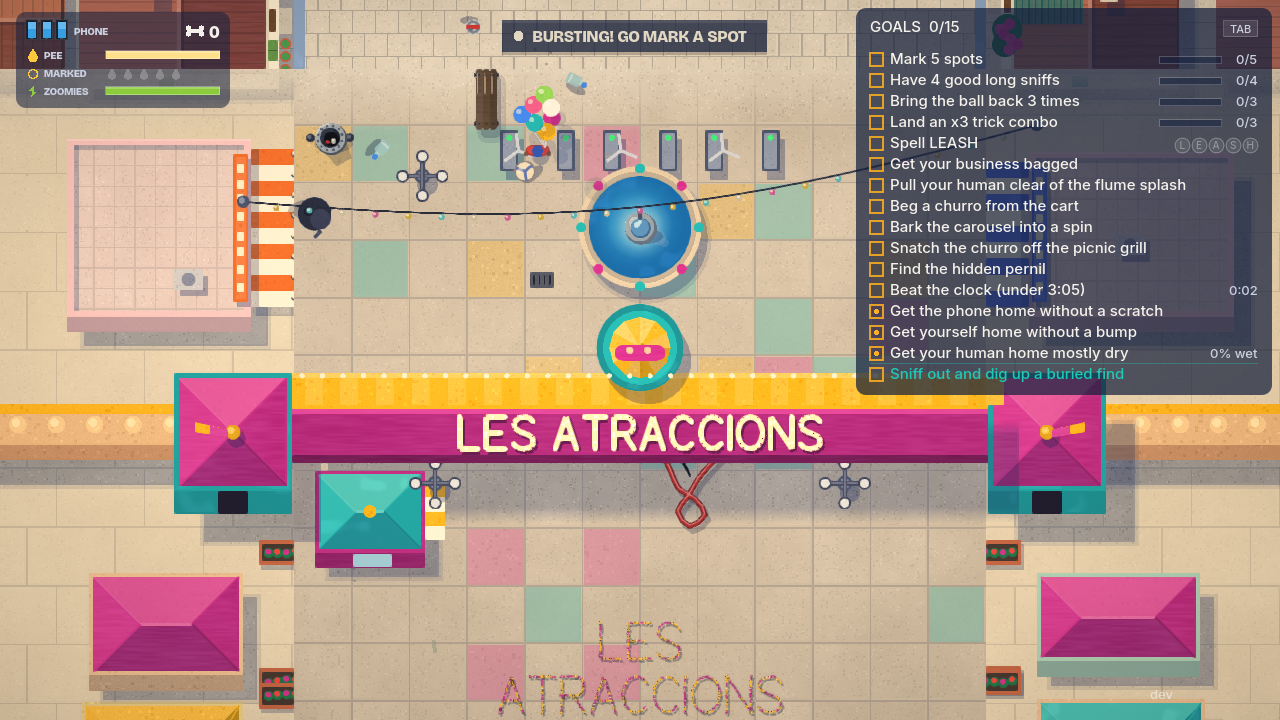 PHONE 0
PEE
MARKED
ZOOMIES
BURSTING! GO MARK A SPOT
GOALS 0/15 TAB
Mark 5 spots 0/5
Have 4 good long sniffs 0/4
Bring the ball back 3 times 0/3
Land an x3 trick combo 0/3
Spell LEASH L E A S H
Get your business bagged
Pull your human clear of the flume splash
Beg a churro from the cart
Bark the carousel into a spin
Snatch the churro off the picnic grill
Find the hidden pernil
Beat the clock (under 3:05) 0:02
Get the phone home without a scratch
Get yourself home without a bump
Get your human home mostly dry 0% wet
Sniff out and dig up a buried find
LES ATRACCIONS
LES
ATRACCIONS
dev